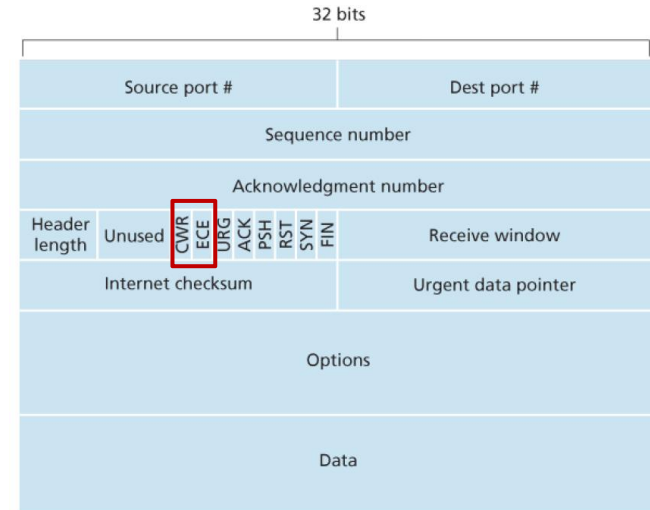 32 bits
Source port #
Dest port #
Sequence number
Acknowledgment number
Header
length
Unused
CWR
ECE
URG
ACK
PSH
RST
SYN
FIN
Receive window
Internet checksum
Urgent data pointer
Options
Data